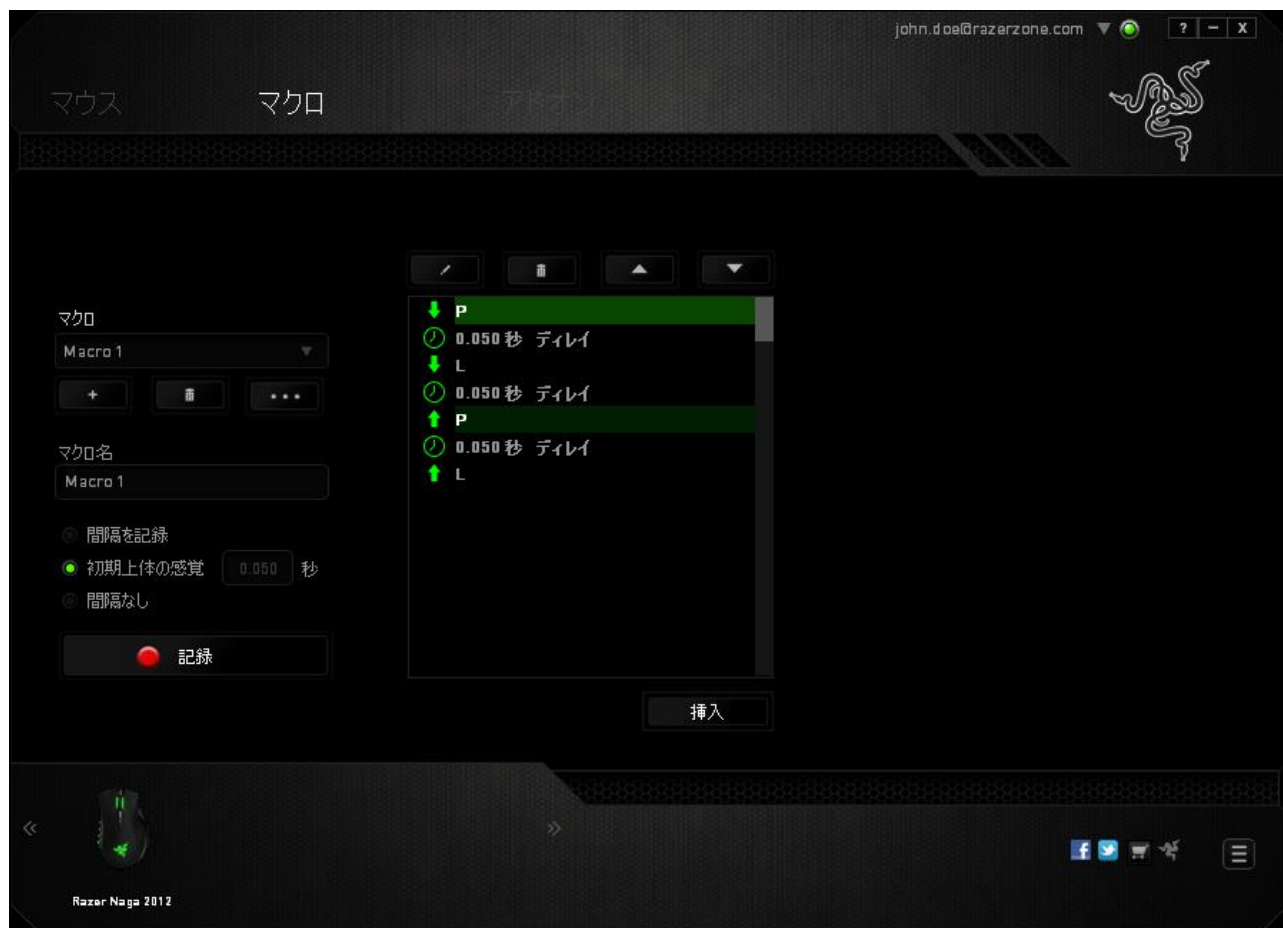 john.doe@razerzone.com
? – X
マウス
マクロ
アドオン
マクロ
Macro 1
マクロ名
Macro 1
間隔を記録
初期上体の感覚 0.050 秒
間隔なし
記録
P
0.050 秒 ディレイ
L
0.050 秒 ディレイ
P
0.050 秒 ディレイ
L
挿入
Razer Naga 2012